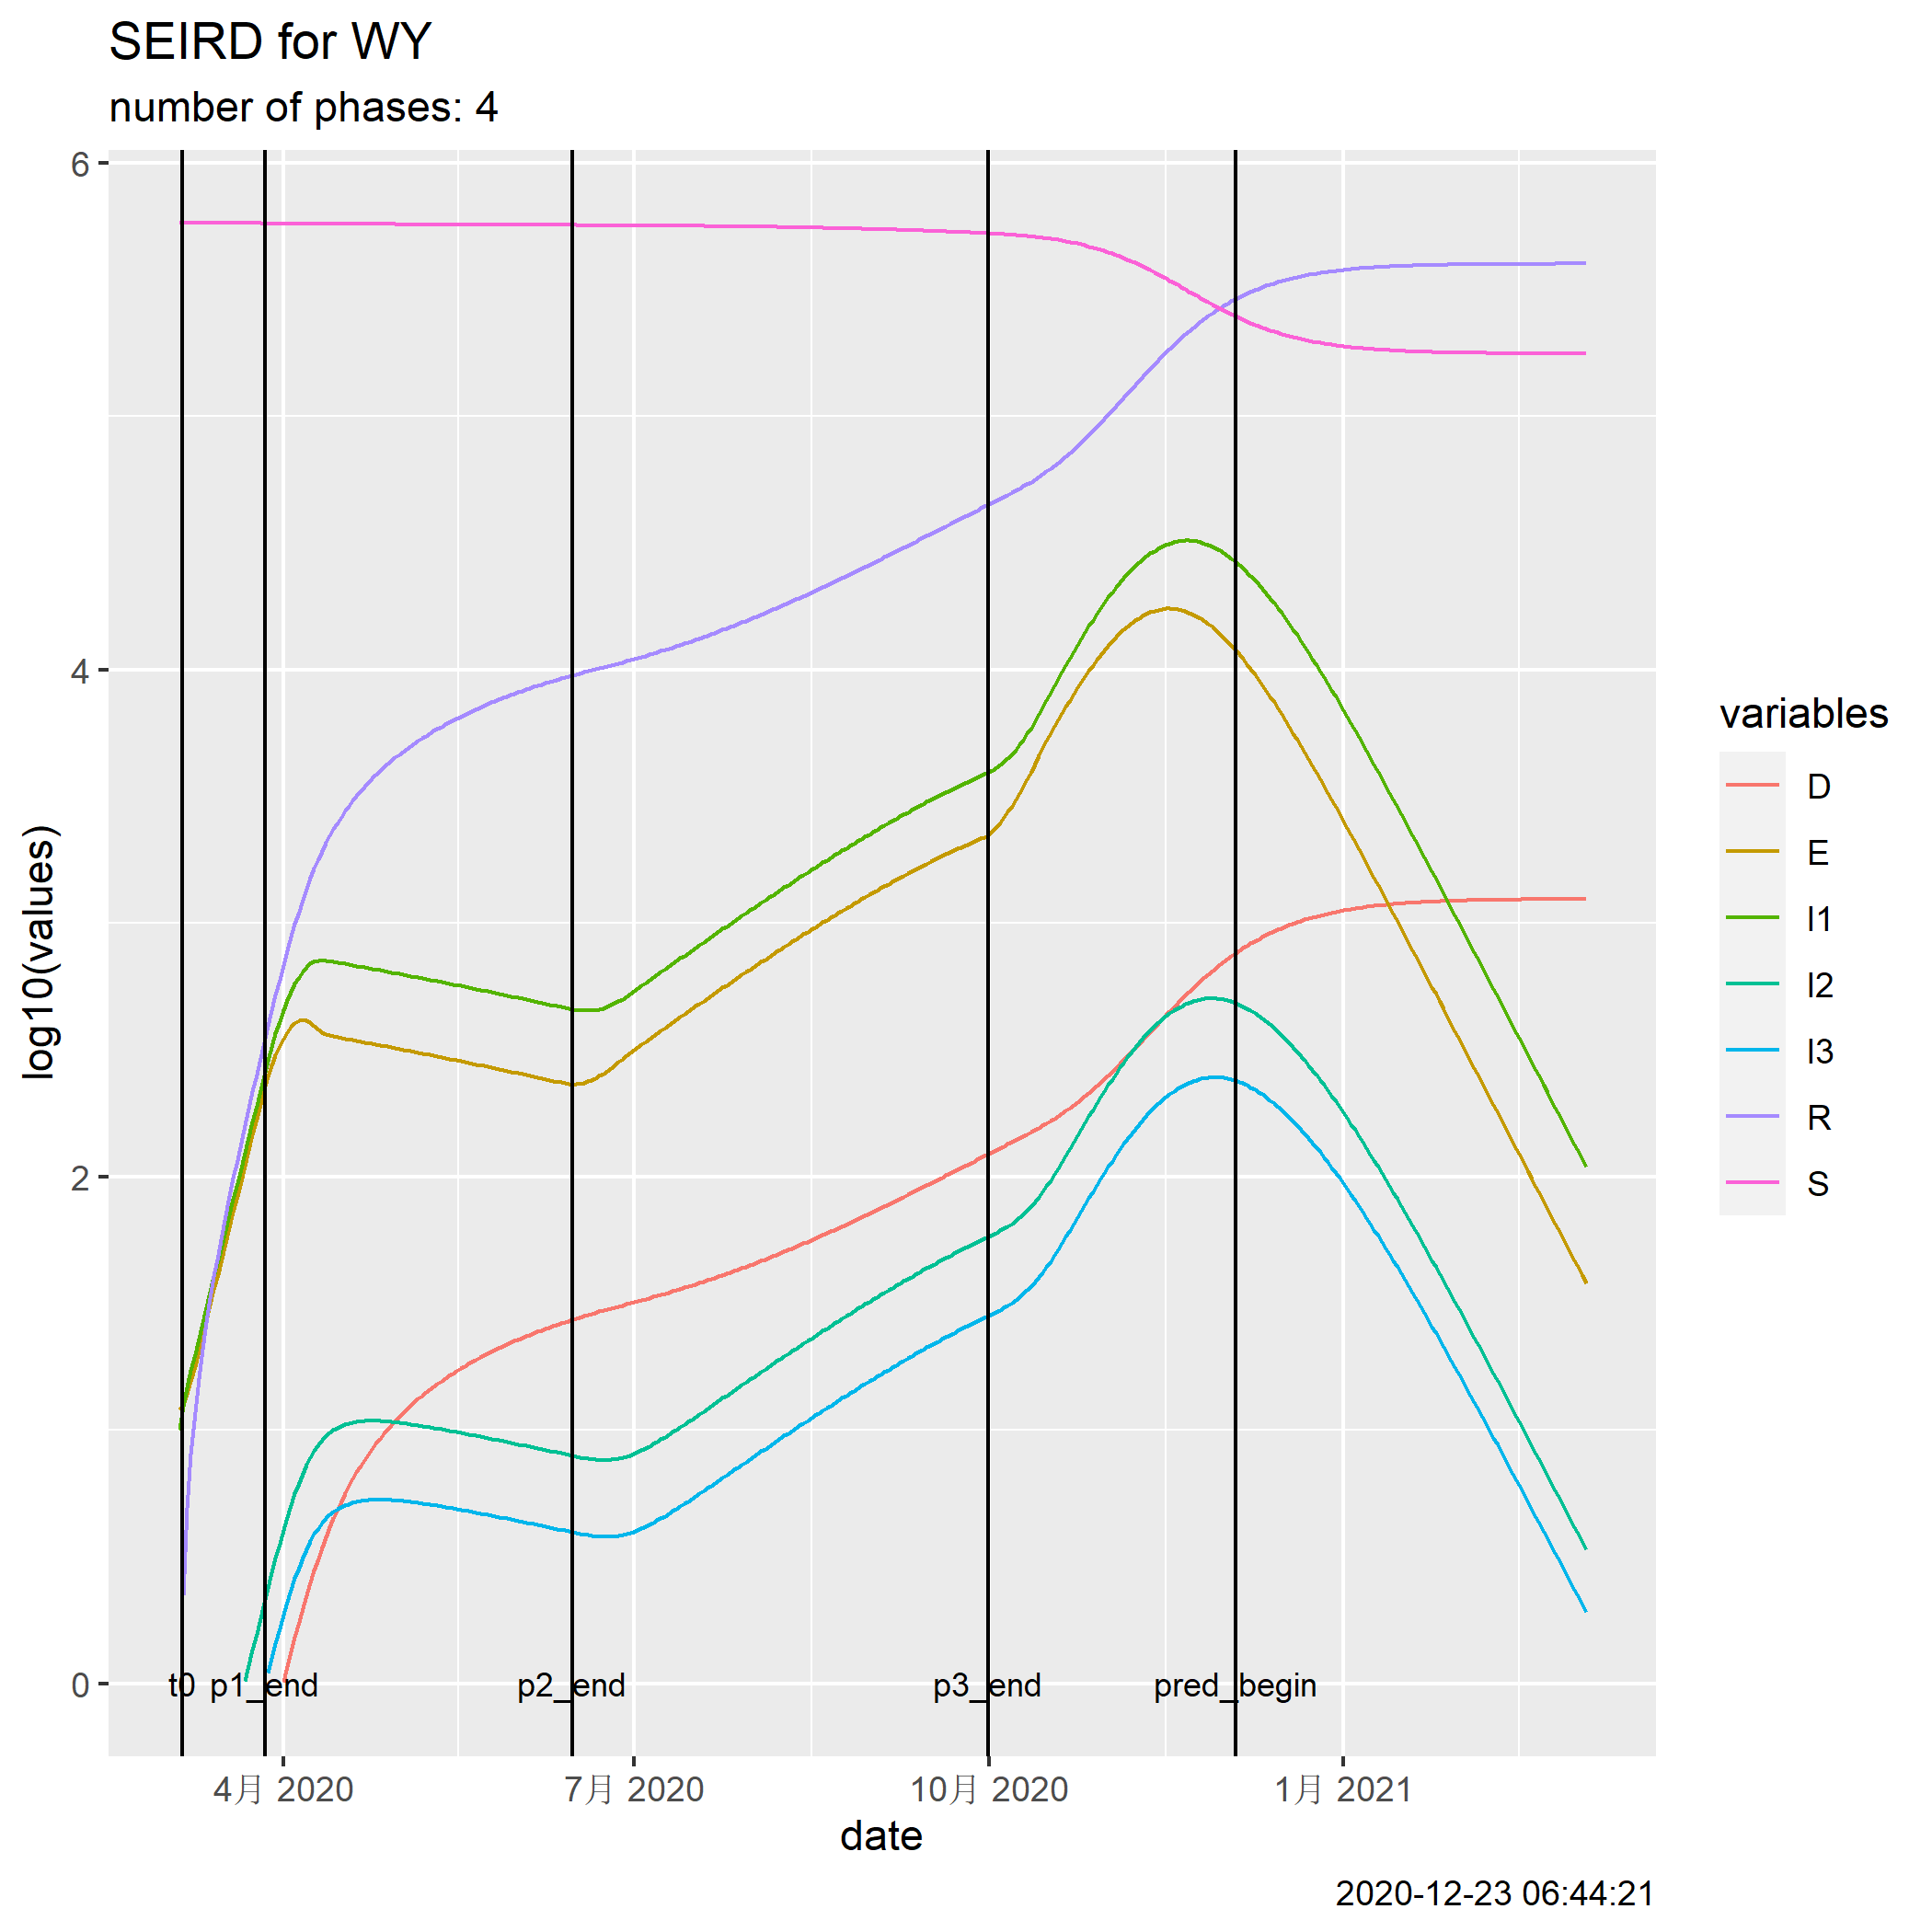 SEIRD for WY
number of phases: 4
6
4
2
0
log10(values)
t0 p1_end p2_end p3_end pred_begin
4月 2020 7月 2020 10月 2020 1月 2021
date
variables
D
E
I1
I2
I3
R
S
2020-12-23 06:44:21